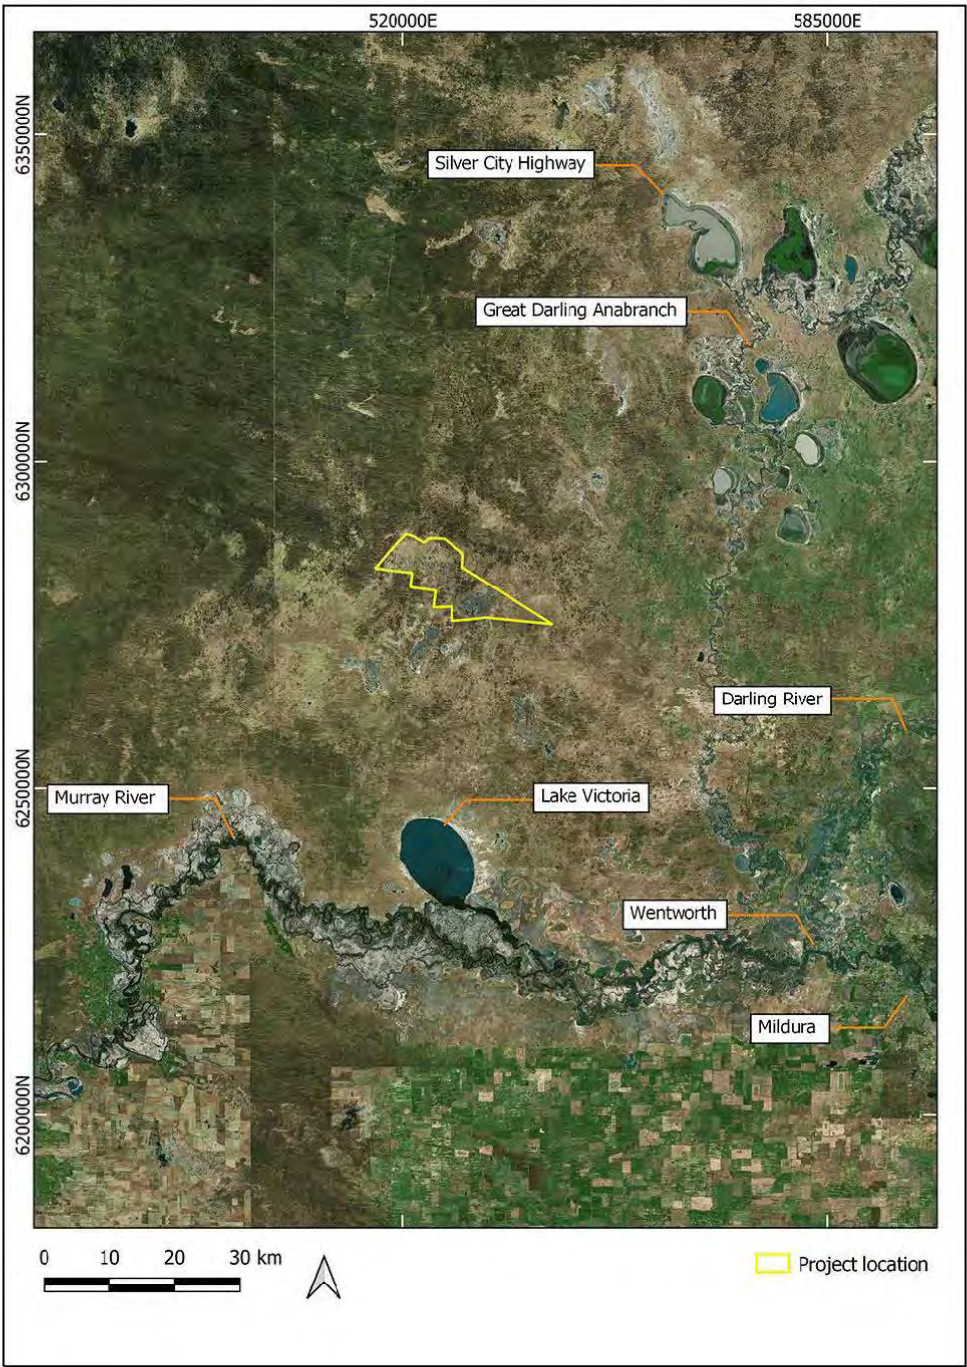 520000E
585000E
6350000N
Silver City Highway
Great Darling Anabranch
6300000N
Darling River
6250000N
Murray River
Lake Victoria
Wentworth
Mildura
6200000N
0 10 20 30 km
Project location